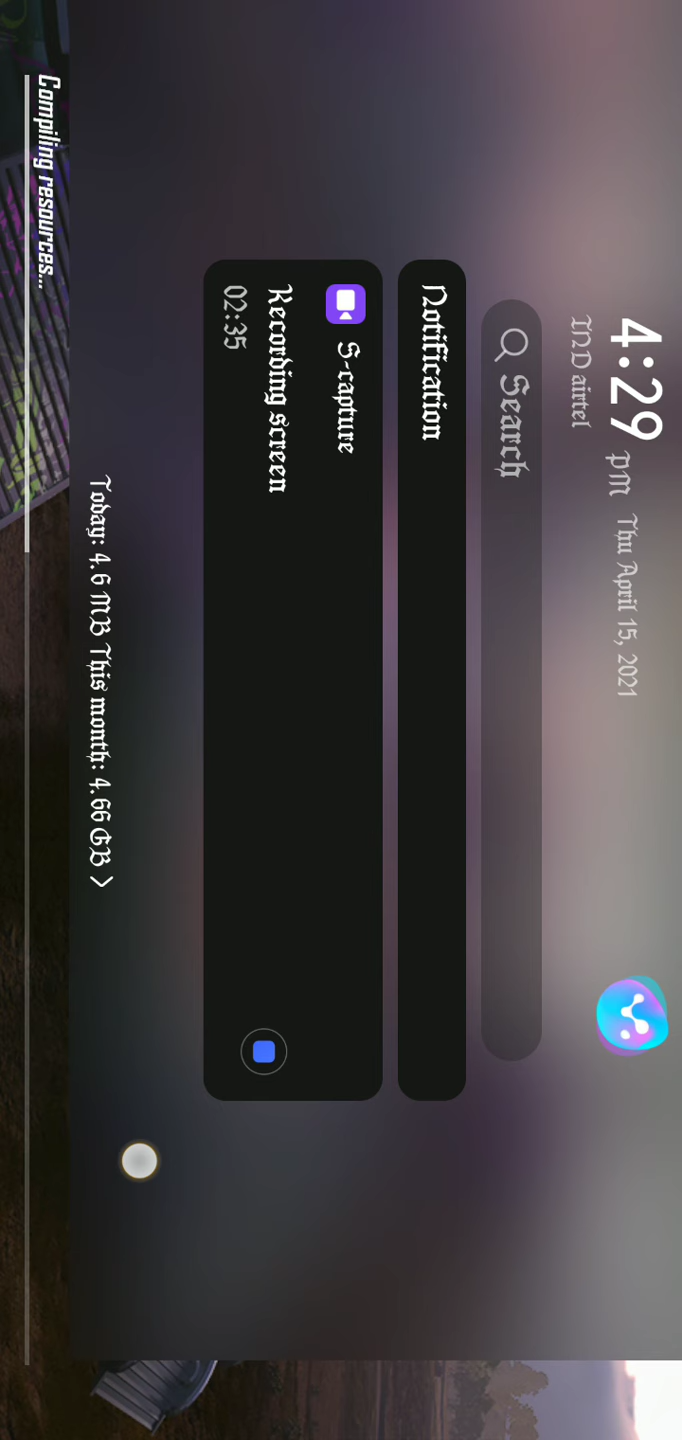 4:29 PM Thu April 15, 2021
IND airtel
Search
Notification
S-capture
Recording screen
02:35
Today: 4.6 MB This month: 4.66 GB >
Compiling resources...